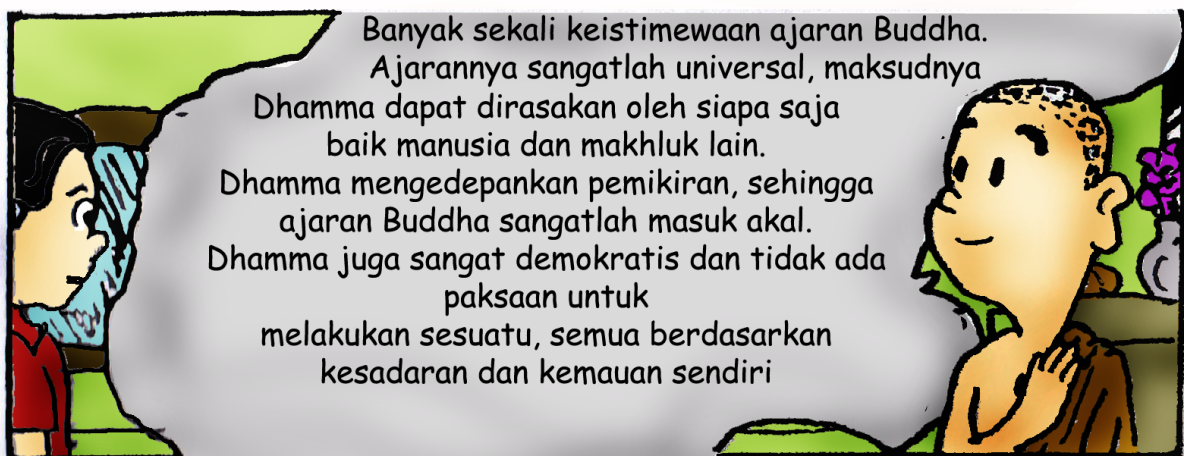 Banyak sekali keistimewaan ajaran Buddha.
Ajarannya sangatlah universal, maksudnya
Dhamma dapat dirasakan oleh siapa saja
baik manusia dan makhluk lain.
Dhamma mengedepankan pemikiran, sehingga
ajaran Buddha sangatlah masuk akal.
Dhamma juga sangat demokratis dan tidak ada
paksaan untuk
melakukan sesuatu, semua berdasarkan
kesadaran dan kemauan sendiri